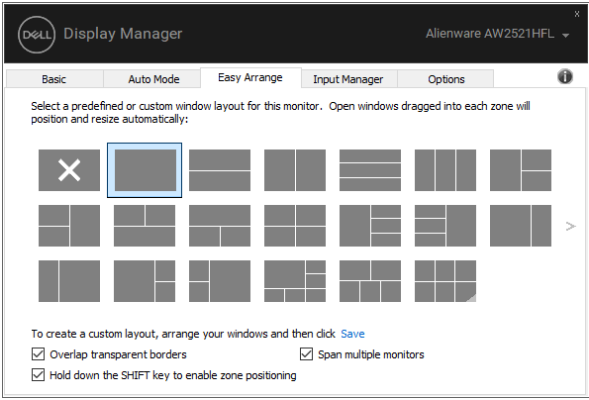 x
DELL Display Manager
Alienware AW2521HFL
Basic Auto Mode Easy Arrange Input Manager Options
Select a predefined or custom window layout for this monitor. Open windows dragged into each zone will
position and resize automatically:
To create a custom layout, arrange your windows and then click Save
Overlap transparent borders
Span multiple monitors
Hold down the SHIFT key to enable zone positioning